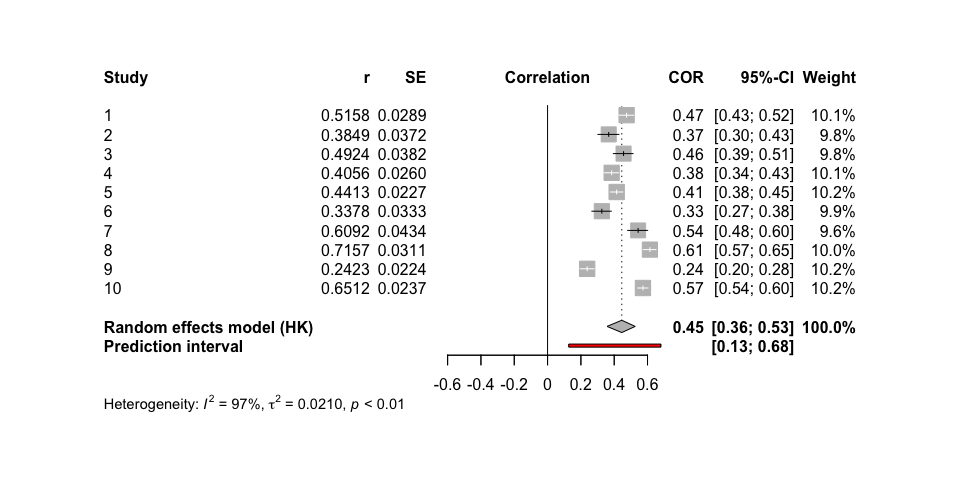 Study r SE Correlation COR 95%-CI Weight
1 0.5158 0.0289 0.47 [0.43; 0.52] 10.1%
2 0.3849 0.0372 0.37 [0.30; 0.43] 9.8%
3 0.4924 0.0382 0.46 [0.39; 0.51] 9.8%
4 0.4056 0.0260 0.38 [0.34; 0.43] 10.1%
5 0.4413 0.0227 0.41 [0.38; 0.45] 10.2%
6 0.3378 0.0333 0.33 [0.27; 0.38] 9.9%
7 0.6092 0.0434 0.54 [0.48; 0.60] 9.6%
8 0.7157 0.0311 0.61 [0.57; 0.65] 10.0%
9 0.2423 0.0224 0.24 [0.20; 0.28] 10.2%
10 0.6512 0.0237 0.57 [0.54; 0.60] 10.2%
Random effects model (HK) 0.45 [0.36; 0.53] 100.0%
Prediction interval [0.13; 0.68]
-0.6 -0.4 -0.2 0 0.2 0.4 0.6
Heterogeneity: I² = 97%, τ² = 0.0210, p < 0.01